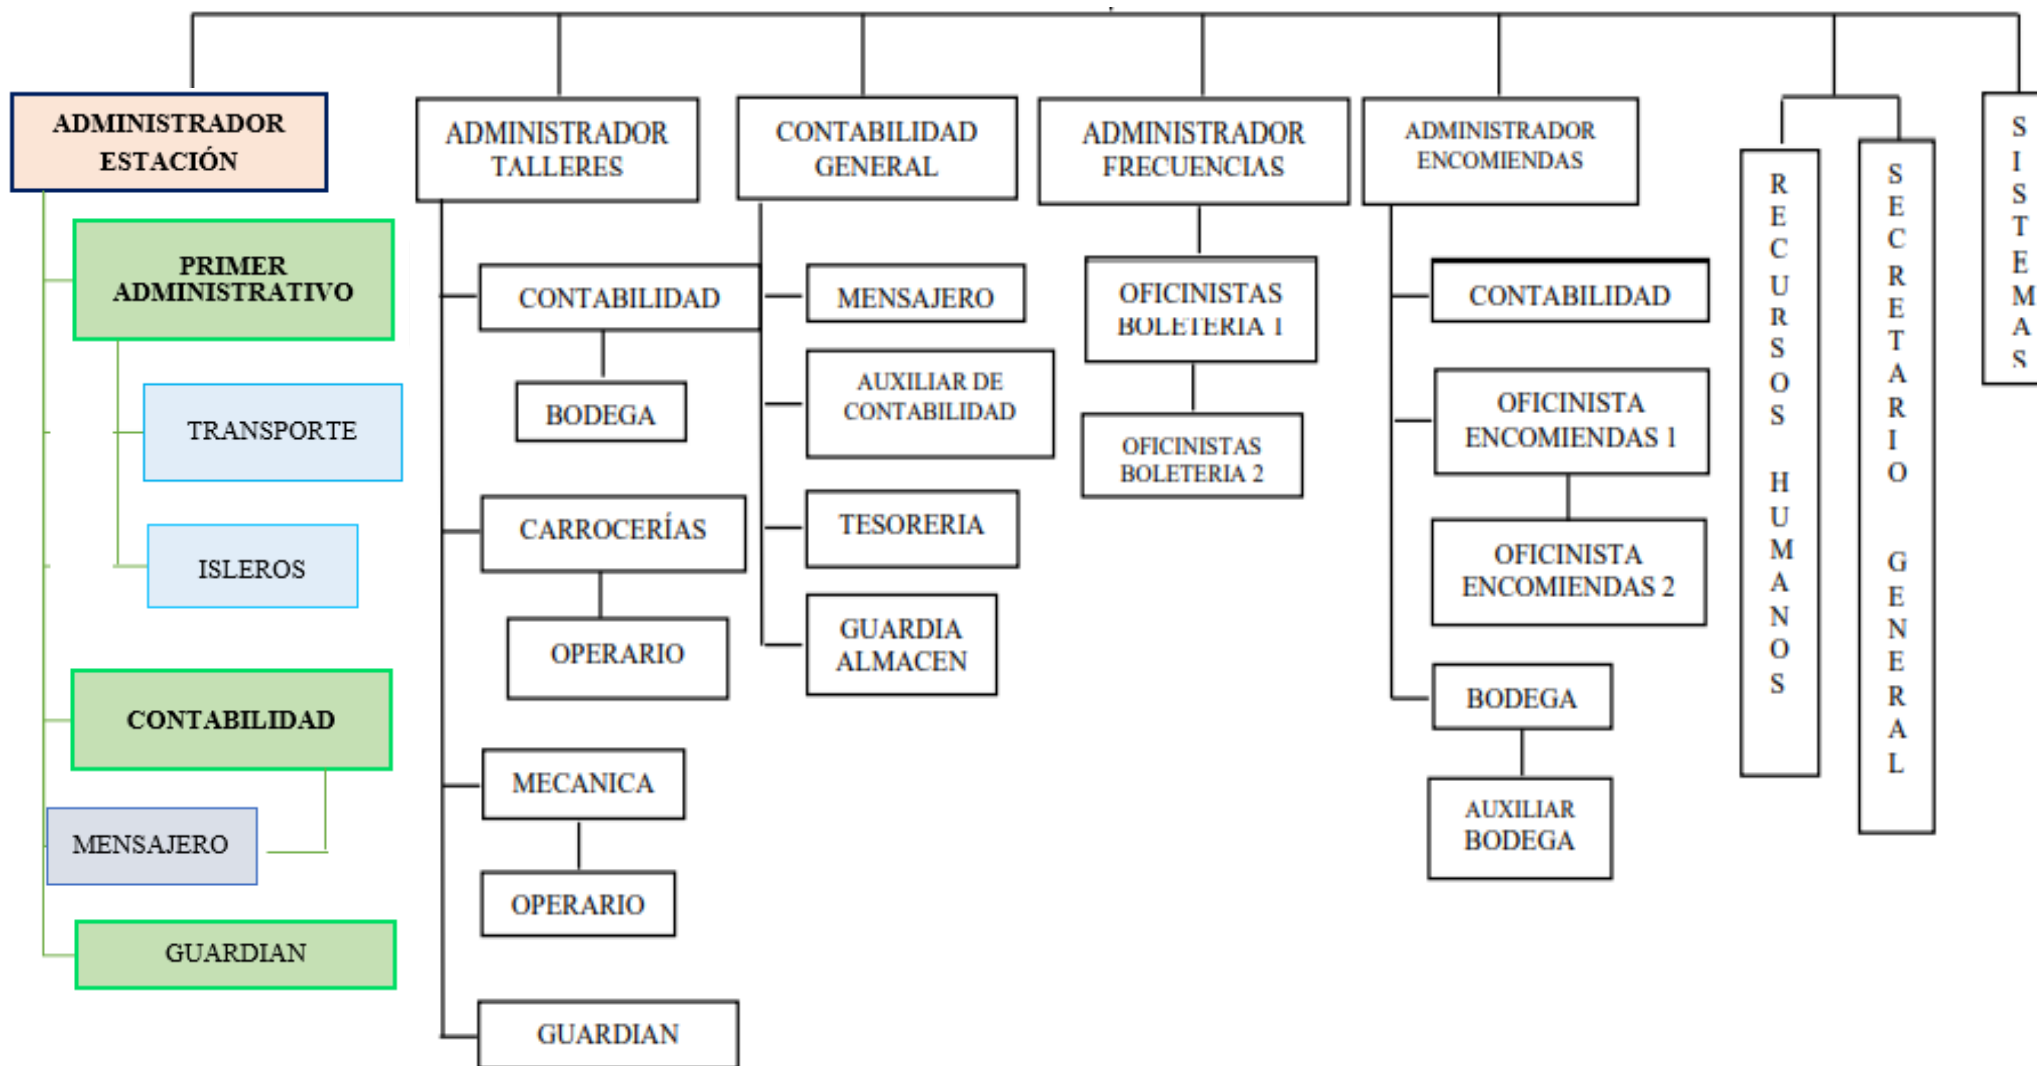 ADMINISTRADOR
ESTACIÓN
PRIMER
ADMINISTRATIVO
TRANSPORTE
ISLEROS
CONTABILIDAD
MENSAJERO
GUARDIAN
ADMINISTRADOR
TALLERES
CONTABILIDAD
BODEGA
CARROCERÍAS
OPERARIO
MECANICA
OPERARIO
GUARDIAN
CONTABILIDAD
GENERAL
MENSAJERO
AUXILIAR DE
CONTABILIDAD
TESORERIA
GUARDIA
ALMACEN
ADMINISTRADOR
FRECUENCIAS
OFICINISTAS
BOLETERIA 1
OFICINISTAS
BOLETERIA 2
ADMINISTRADOR
ENCOMIENDAS
CONTABILIDAD
OFICINISTA
ENCOMIENDAS 1
OFICINISTA
ENCOMIENDAS 2
BODEGA
AUXILIAR
BODEGA
RECURSOS HUMANOS
SECRETARIO GENERAL
SISTEMAS